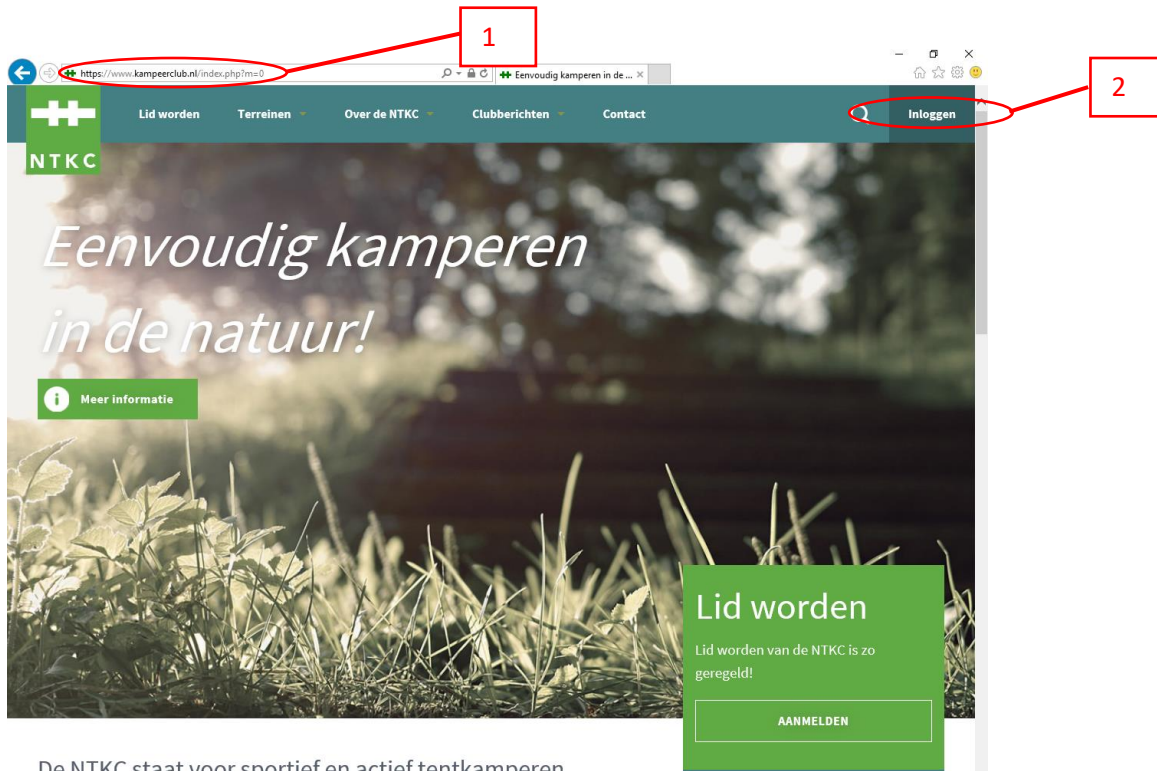 1
https://www.kampeerclub.nl/index.php?m=0
Eenvoudig kamperen in de ...
2
NTKC
Lid worden
Terreinen
Over de NTKC
Clubberichten
Contact
Inloggen
Eenvoudig kamperen
in de natuur!
i Meer informatie
Lid worden
Lid worden van de NTKC is zo
geregeld!
AANMELDEN
De NTKC staat voor sportief en actief tentkamperen